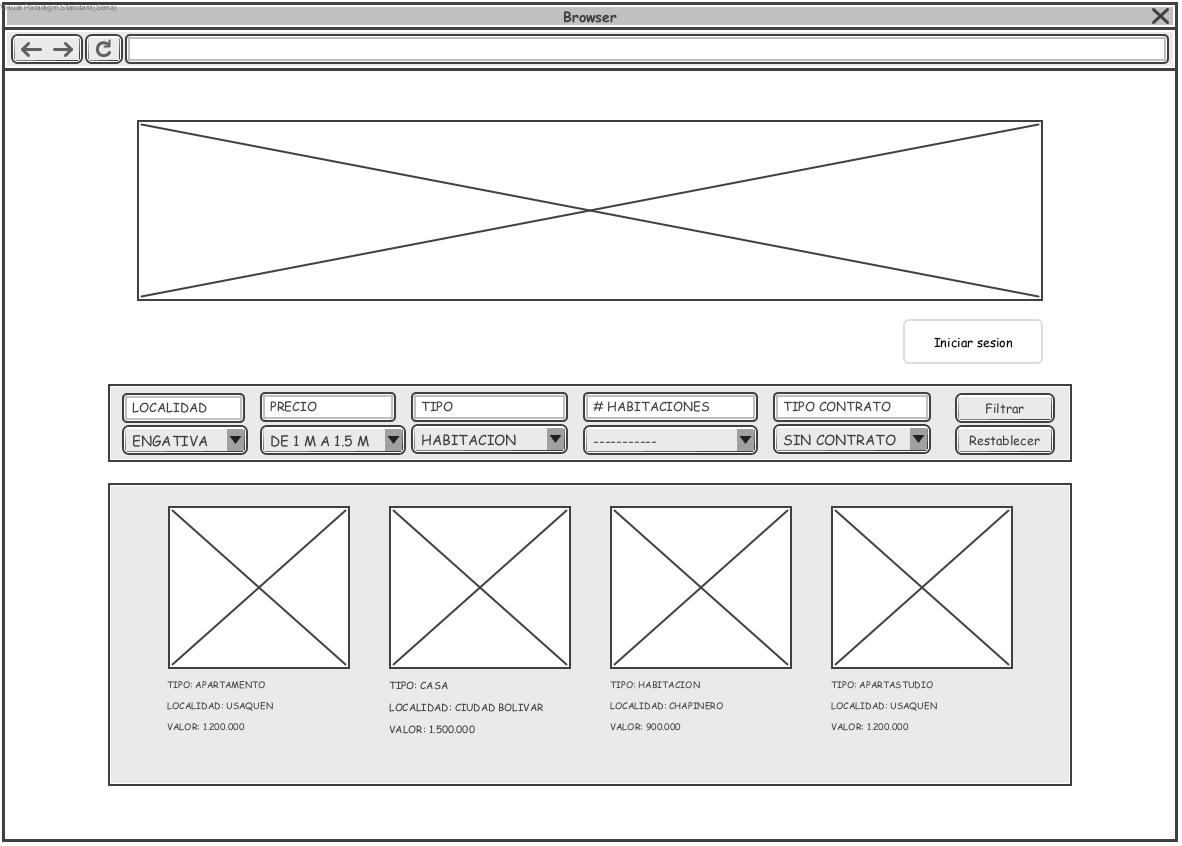 Visual Paradigm Standard(Seria)
Browser
Iniciar sesion
LOCALIDAD PRECIO TIPO # HABITACIONES TIPO CONTRATO Filtrar
ENGATIVA DE 1 M A 1.5 M HABITACION ----------- SIN CONTRATO Restablecer
TIPO: APARTAMENTO TIPO: CASA TIPO: HABITACION TIPO: APARTASTUDIO
LOCALIDAD: USAQUEN LOCALIDAD: CIUDAD BOLIVAR LOCALIDAD: CHAPINERO LOCALIDAD: USAQUEN
VALOR: 1.200.000 VALOR: 1.500.000 VALOR: 900.000 VALOR: 1.200.000